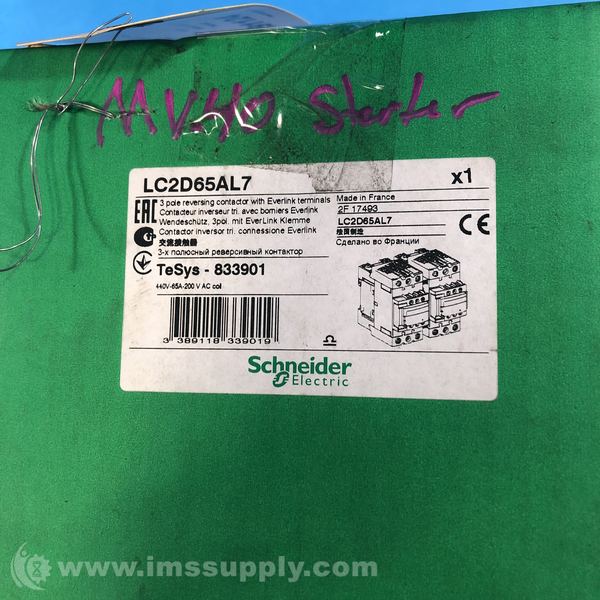 MV40 Starter
LC2D65AL7 x1
EAC 3 pole reversing contactor with Everlink terminals Made in France
Contacteur inverseur tri. avec borniers Everlink 2F 17493
Wendeschütz, 3pol. mit EverLink Klemme LC2D65AL7 CE
Contactor inversor tri. connessione Everlink 法国制造
交流接触器 Сделано во Франции
3-х полюсный реверсивный контактор
TeSys - 833901
440V-65A-200 V AC coil
3 389118 339019
Schneider
Electric
www.imssupply.com